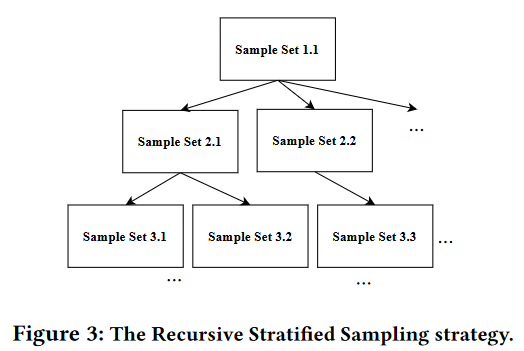 Sample Set 1.1
...
Sample Set 2.1
Sample Set 2.2
Sample Set 3.1
Sample Set 3.2
Sample Set 3.3
...
...
...
Figure 3: The Recursive Stratified Sampling strategy.